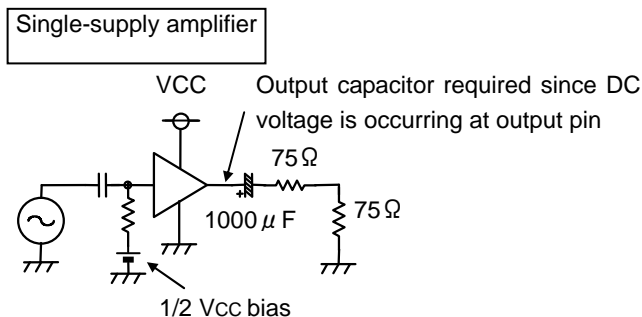 Single-supply amplifier
VCC
Output capacitor required since DC
voltage is occurring at output pin
75Ω
+
1000μF
75Ω
1/2 VCC bias